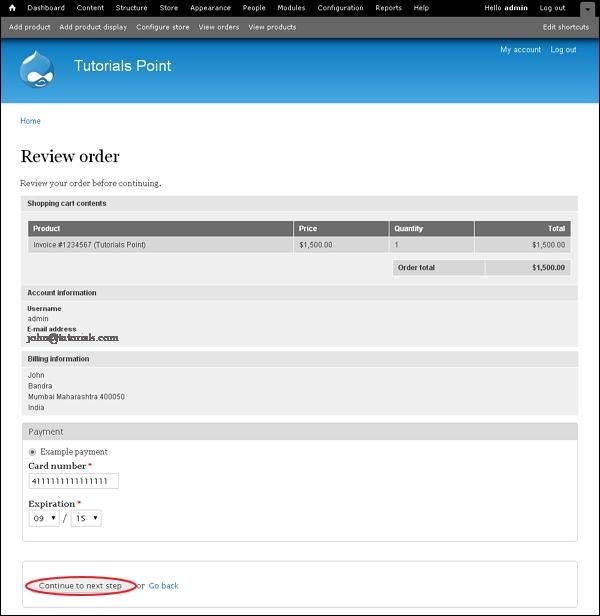 Dashboard Content Structure Store Appearance People Modules Configuration Reports Help Hello admin Log out
Add product Add product display Configure store View orders View products Edit shortcuts
My account Log out
Tutorials Point
Home
Review order
Review your order before continuing.
Shopping cart contents
Product Price Quantity Total
Invoice #1234567 (Tutorials Point) $1,500.00 1 $1,500.00
Order total $1,500.00
Account information
Username
admin
E-mail address
john@tutorials.com
Billing information
John
Bandra
Mumbai Maharashtra 400050
India
Payment
Example payment
Card number *
4111111111111111
Expiration *
09 / 15
Continue to next step or Go back